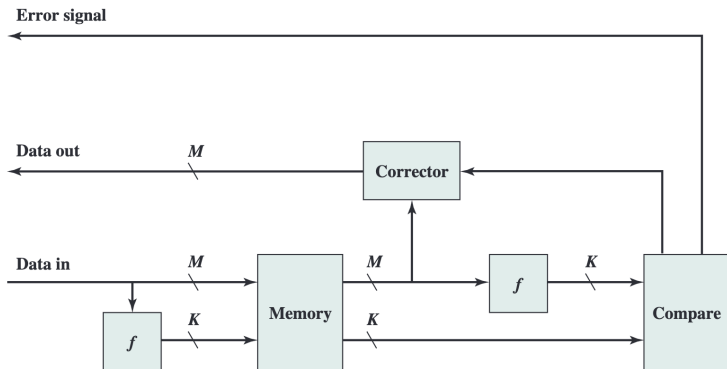 Error signal
Data out
M
Corrector
Data in
M
M
K
Memory
f
Compare
K
K
f